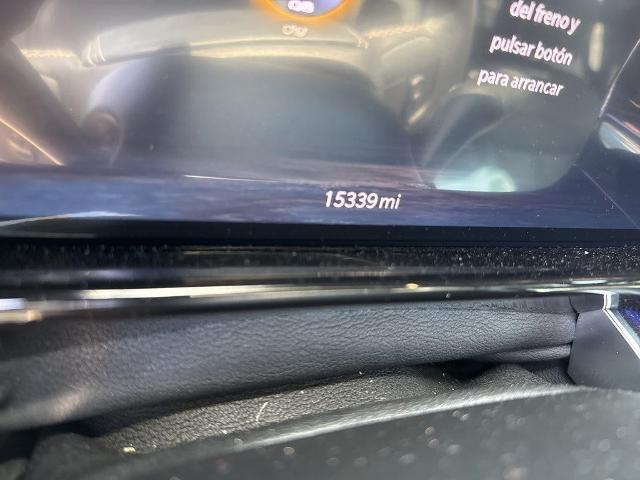 del freno y
pulsar botón
para arrancar
15339 mi